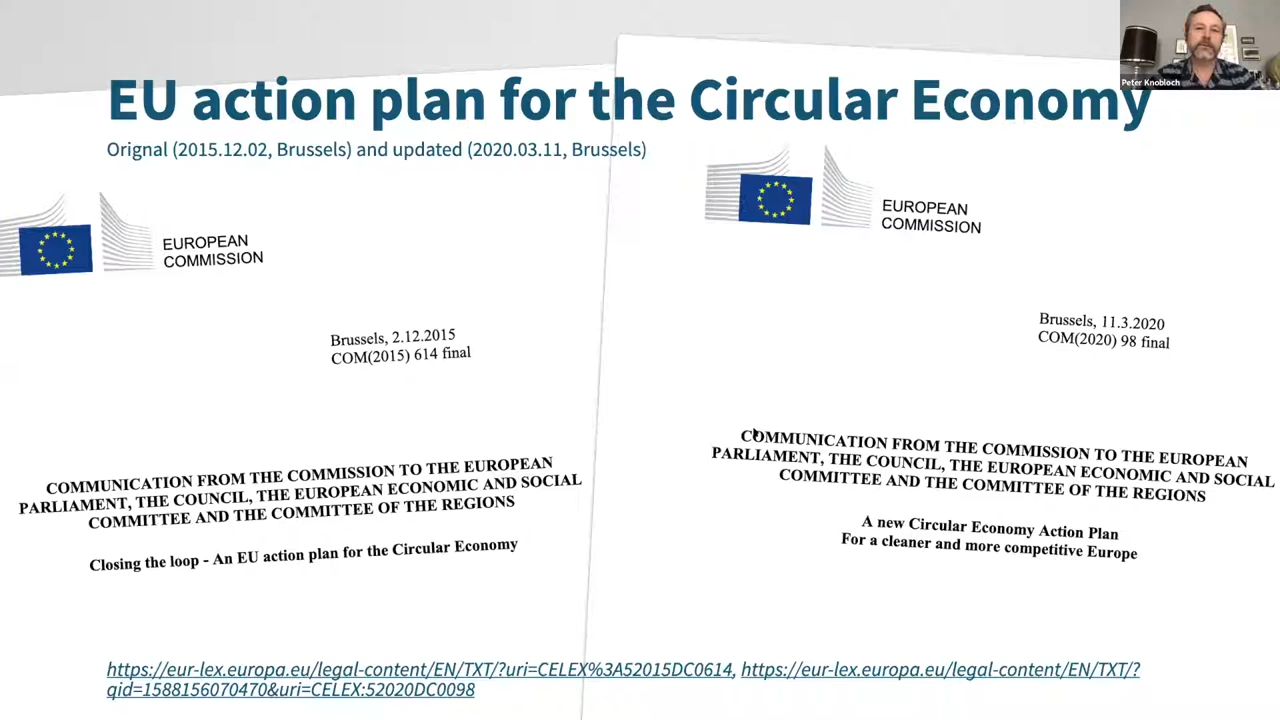 EU action plan for the Circular Economy
Peter Knobloch
Orignal (2015.12.02, Brussels) and updated (2020.03.11, Brussels)
EUROPEAN
COMMISSION
Brussels, 2.12.2015
COM(2015) 614 final
COMMUNICATION FROM THE COMMISSION TO THE EUROPEAN
PARLIAMENT, THE COUNCIL, THE EUROPEAN ECONOMIC AND SOCIAL
COMMITTEE AND THE COMMITTEE OF THE REGIONS
Closing the loop - An EU action plan for the Circular Economy
EUROPEAN
COMMISSION
Brussels, 11.3.2020
COM(2020) 98 final
COMMUNICATION FROM THE COMMISSION TO THE EUROPEAN
PARLIAMENT, THE COUNCIL, THE EUROPEAN ECONOMIC AND SOCIAL
COMMITTEE AND THE COMMITTEE OF THE REGIONS
A new Circular Economy Action Plan
For a cleaner and more competitive Europe
https://eur-lex.europa.eu/legal-content/EN/TXT/?uri=CELEX%3A52015DC0614, https://eur-lex.europa.eu/legal-content/EN/TXT/?
qid=1588156070470&uri=CELEX:52020DC0098